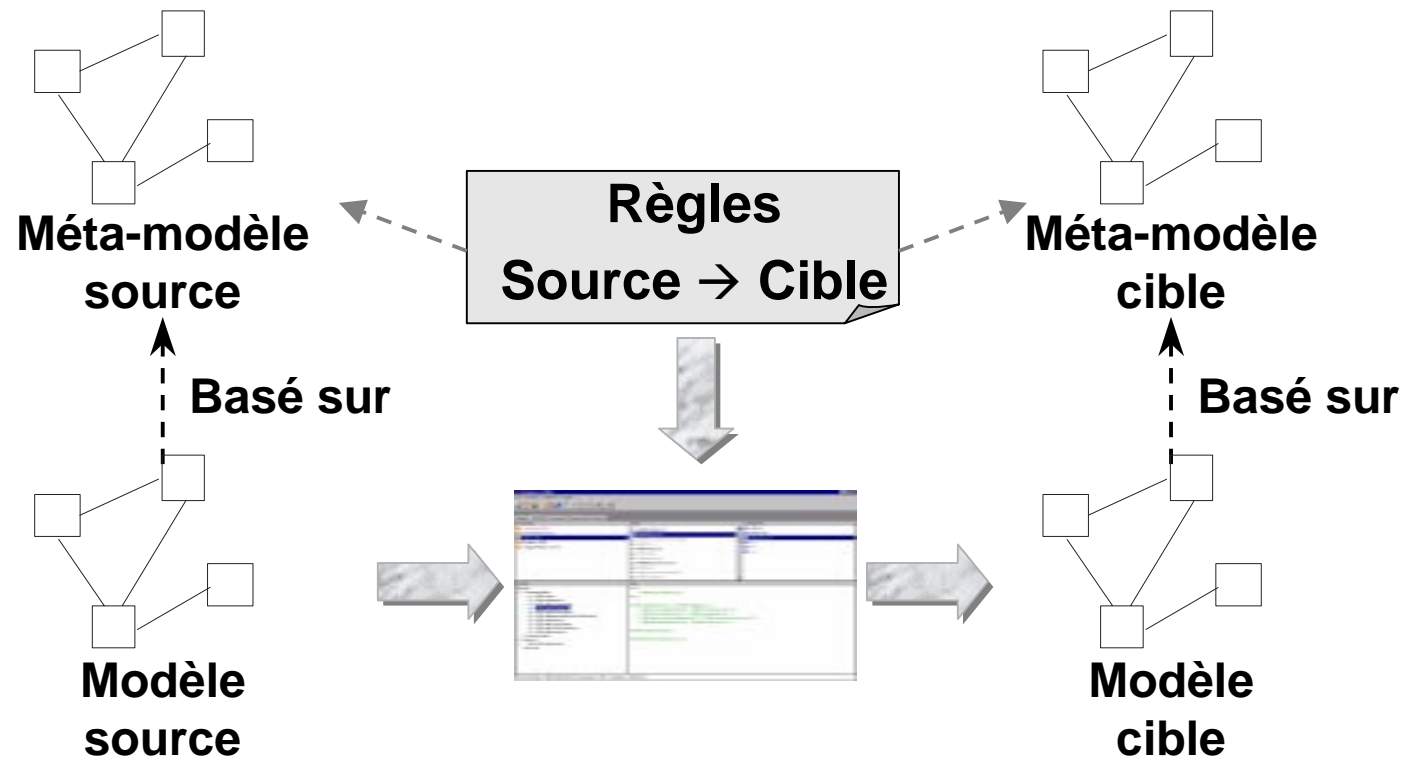 Règles
Source → Cible
Méta-modèle
source
Méta-modèle
cible
Basé sur
Basé sur
Modèle
source
Modèle
cible